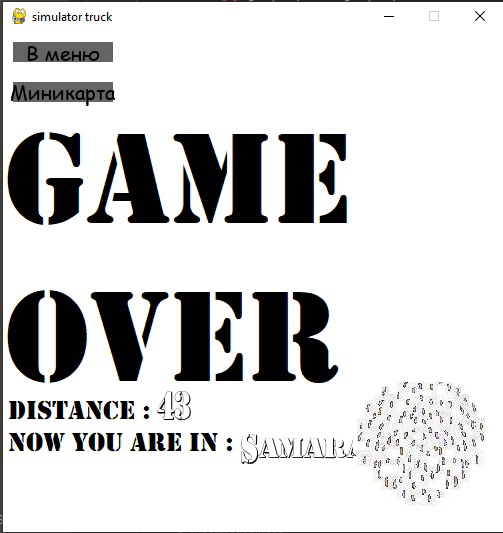 simulator truck
В меню
Миникарта
GAME
OVER
DISTANCE : 43
NOW YOU ARE IN : SAMARA